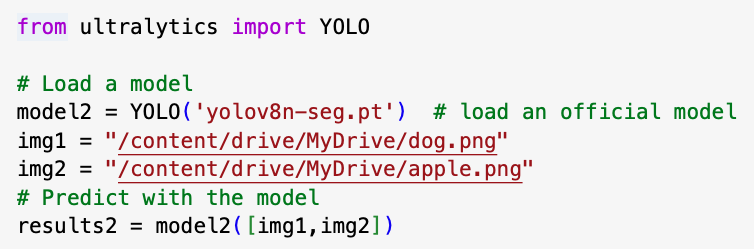 from ultralytics import YOLO
# Load a model
model2 = YOLO('yolov8n-seg.pt')  # load an official model
img1 = "/content/drive/MyDrive/dog.png"
img2 = "/content/drive/MyDrive/apple.png"
# Predict with the model
results2 = model2([img1,img2])